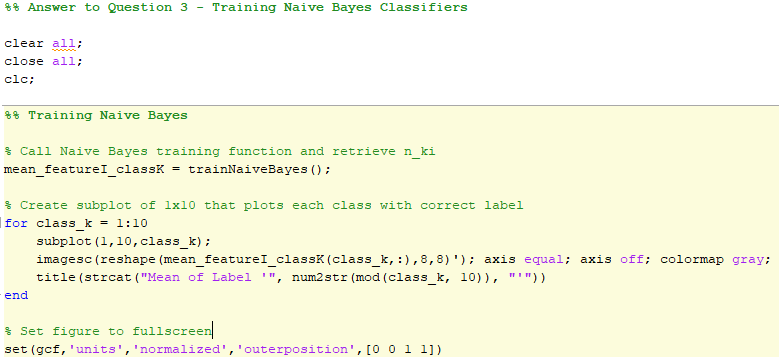 %% Answer to Question 3 - Training Naive Bayes Classifiers
clear all;
close all;
clc;
%% Training Naive Bayes
% Call Naive Bayes training function and retrieve n_ki
mean_featureI_classK = trainNaiveBayes();
% Create subplot of 1x10 that plots each class with correct label
for class_k = 1:10
    subplot(1,10,class_k);
    imagesc(reshape(mean_featureI_classK(class_k,:),8,8)'); axis equal; axis off; colormap gray;
    title(strcat("Mean of Label '", num2str(mod(class_k, 10)), "'"))
end
% Set figure to fullscreen
set(gcf,'units','normalized','outerposition',[0 0 1 1])